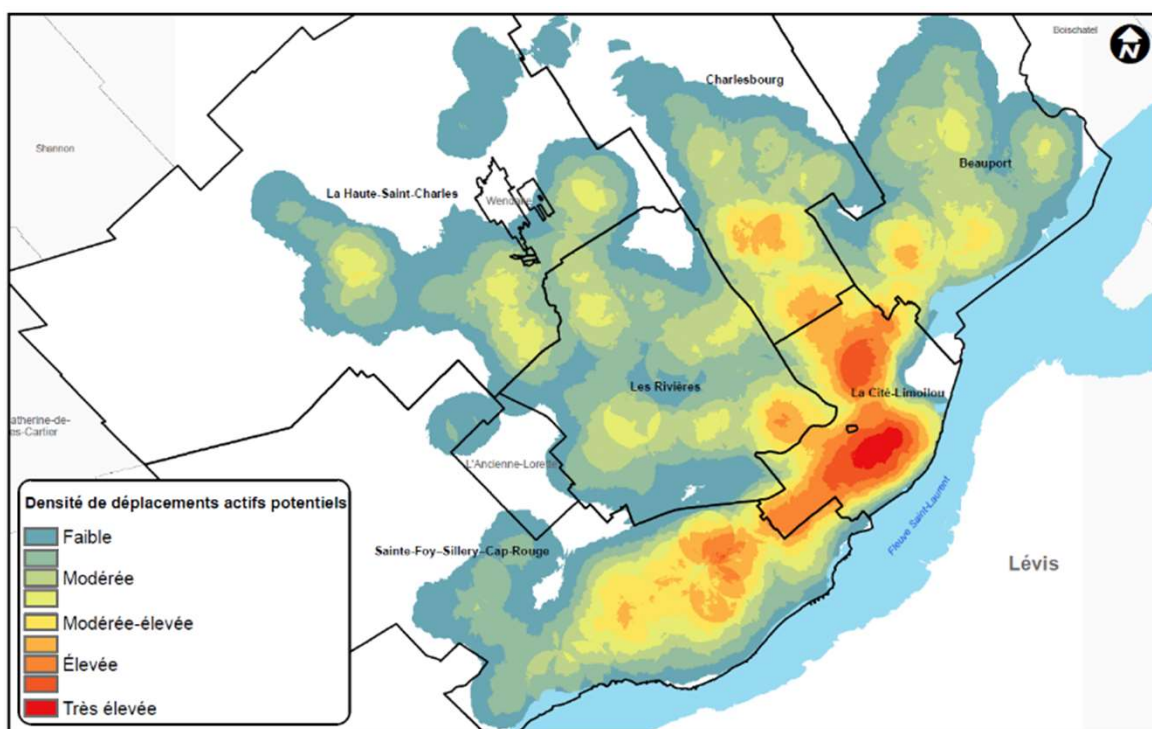 Boischatel
N
Charlesbourg
Shannon
Beauport
La Haute-Saint-Charles
Wendake
Les Rivières
La Cité-Limoilou
atherine-de-
es-Cartier
L'Ancienne-Lorette
Densité de déplacements actifs potentiels
Faible
Modérée
Modérée-élevée
Élevée
Très élevée
Sainte-Foy–Sillery–Cap-Rouge
Fleuve Saint-Laurent
Lévis